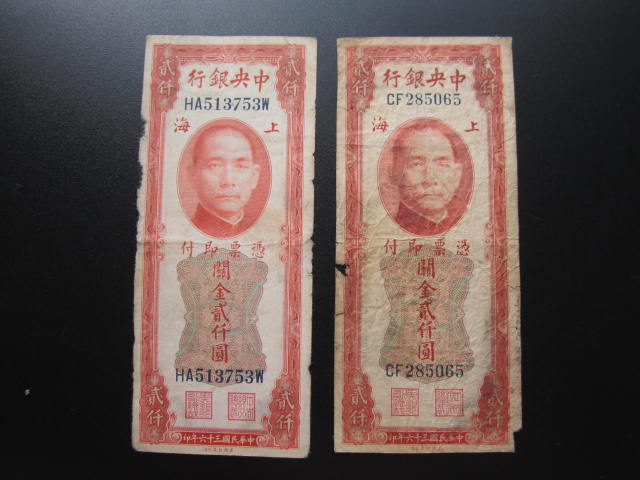 貳仟
中央銀行
貳仟
HA513753W
上海
憑票即付
關金貳仟圓
HA513753W
貳仟
貳仟
中華民國三十六年印
貳仟
中央銀行
貳仟
CF285065
上海
憑票即付
關金貳仟圓
CF285065
貳仟
貳仟
中華民國三十六年印